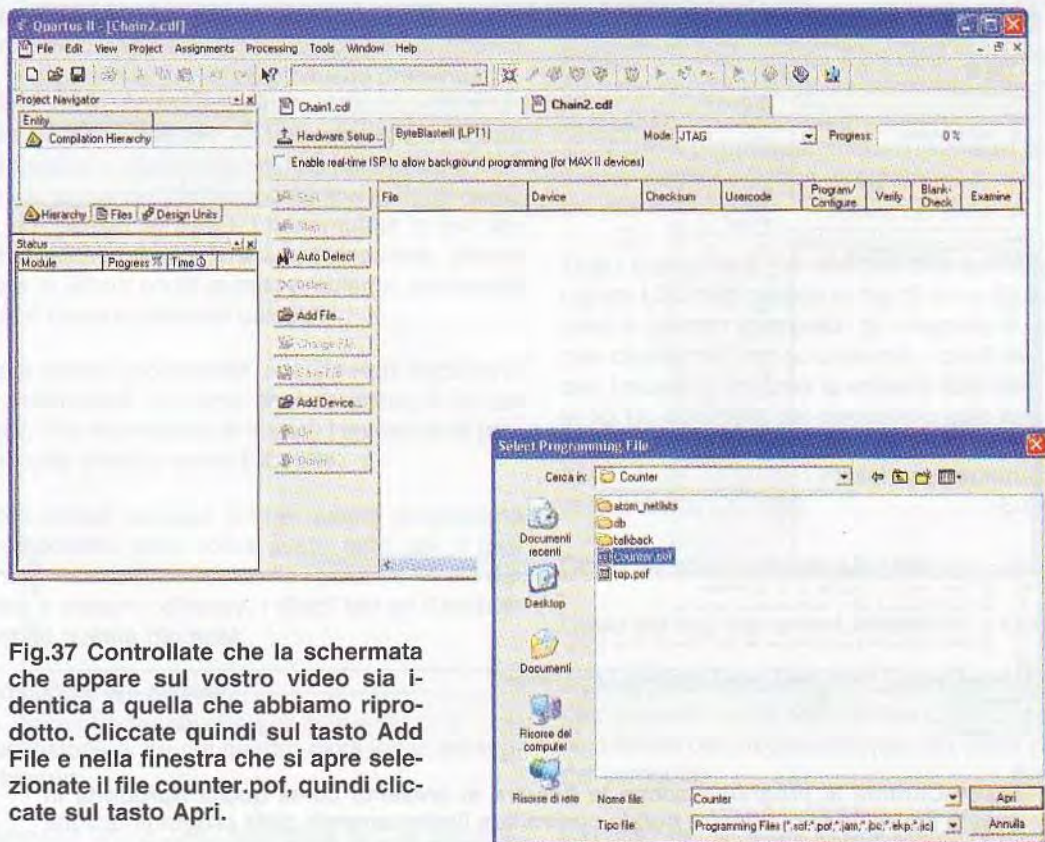 Quartus II - [Chain2.cdf]
File Edit View Project Assignments Processing Tools Window Help
Project Navigator
Entity
Compilation Hierarchy
Hierarchy Files Design Units
Status
Module Progress % Time
Chain1.cdf
Chain2.cdf
Hardware Setup... ByteBlasterII [LPT1] Mode: JTAG Progress: 0 %
Enable real-time ISP to allow background programming (for MAX II devices)
File Device Checksum Usercode Program/ Configure Verify Blank- Check Examine
Start
Stop
Auto Detect
Delete
Add File...
Change File
Save File
Add Device...
Up
Down
Select Programming File
Cerca in: Counter
Documenti recenti
Desktop
Documenti
Risorse del computer
Risorse di rete
atom_netlists
db
talkback
Counter.pof
top.pof
Nome file: Counter Apri
Tipo file: Programming Files (*.sof;*.pof;*.jam;*.jbc;*.ekp;*.jic) Annulla
Fig.37 Controllate che la schermata
che appare sul vostro video sia i-
dentica a quella che abbiamo ripro-
dotto. Cliccate quindi sul tasto Add
File e nella finestra che si apre sele-
zionate il file counter.pof, quindi clic-
cate sul tasto Apri.